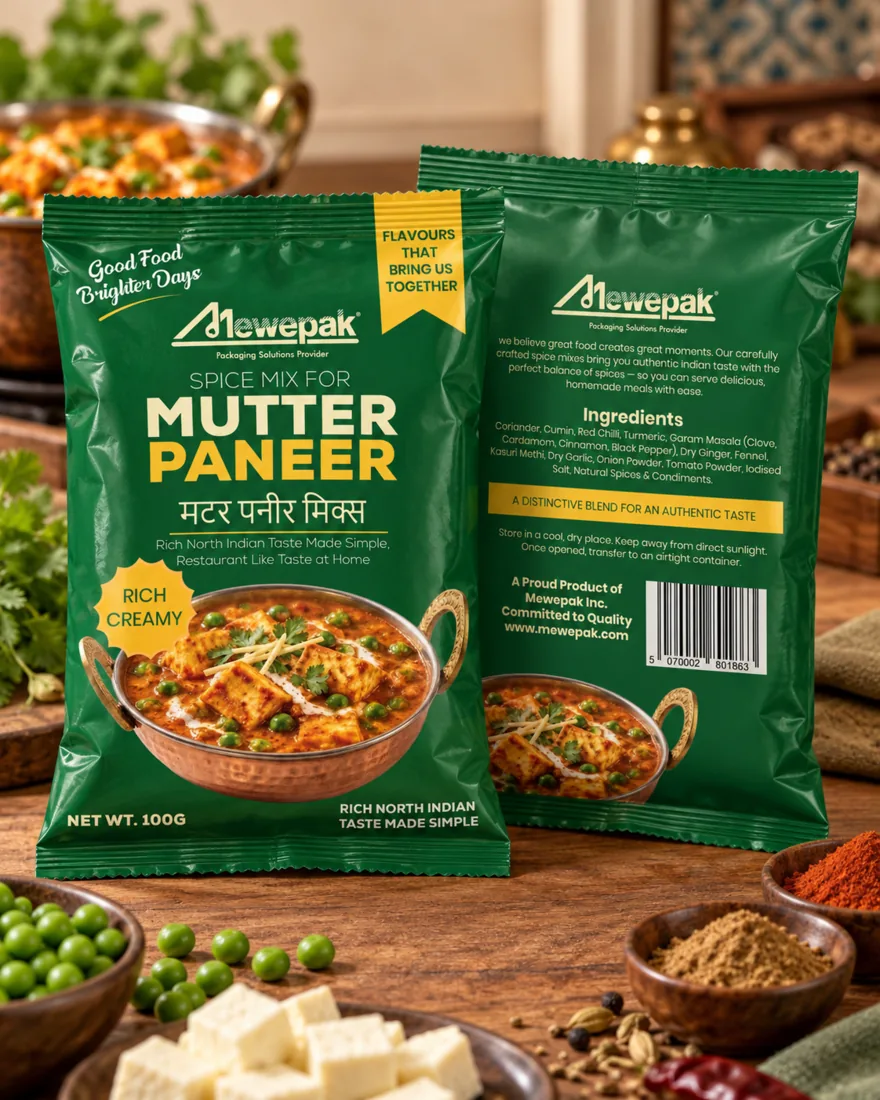 Good Food
Brighter Days
FLAVOURS
THAT
BRING US
TOGETHER
Mewepak®
Packaging Solutions Provider
SPICE MIX FOR
MUTTER
PANEER
मटर पनीर मिक्स
Rich North Indian Taste Made Simple,
Restaurant Like Taste at Home
RICH
CREAMY
NET WT. 100G
RICH NORTH INDIAN
TASTE MADE SIMPLE
Mewepak®
Packaging Solutions Provider
we believe great food creates great moments. Our carefully
crafted spice mixes bring you authentic indian taste with the
perfect balance of spices — so you can serve delicious,
homemade meals with ease.
Ingredients
Coriander, Cumin, Red Chilli, Turmeric, Garam Masala (Clove,
Cardamom, Cinnamon, Black Pepper), Dry Ginger, Fennel,
Kasuri Methi, Dry Garlic, Onion Powder, Tomato Powder, Iodised
Salt, Natural Spices & Condiments.
A DISTINCTIVE BLEND FOR AN AUTHENTIC TASTE
Store in a cool, dry place. Keep away from direct sunlight.
Once opened, transfer to an airtight container.
A Proud Product of
Mewepak Inc.
Committed to Quality
www.mewepak.com
5 070002 801863